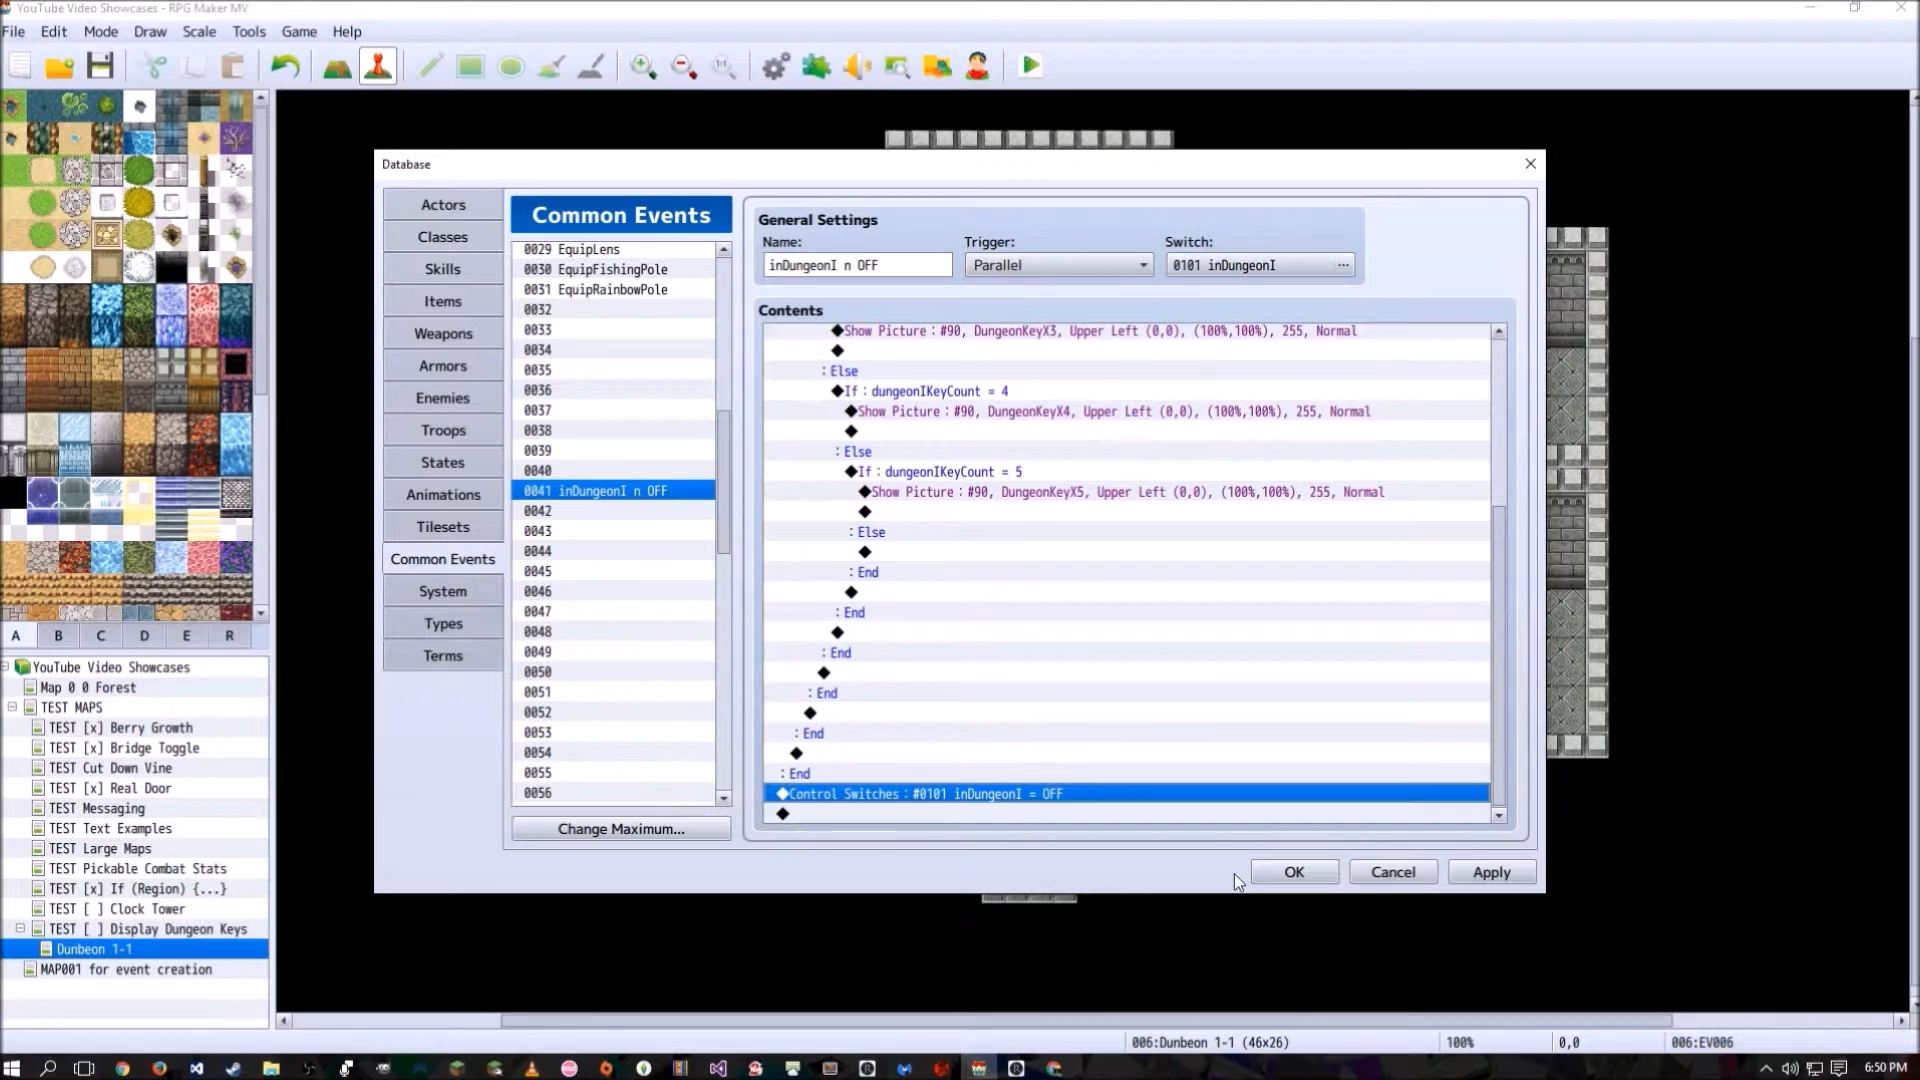 YouTube Video Showcases - RPG Maker MV
File Edit Mode Draw Scale Tools Game Help
1:1
Database
Actors
Classes
Skills
Items
Weapons
Armors
Enemies
Troops
States
Animations
Tilesets
Common Events
System
Types
Terms
Common Events
0029 EquipLens
0030 EquipFishingPole
0031 EquipRainbowPole
0032
0033
0034
0035
0036
0037
0038
0039
0040
0041 inDungeonI n OFF
0042
0043
0044
0045
0046
0047
0048
0049
0050
0051
0052
0053
0054
0055
0056
Change Maximum...
General Settings
Name: Trigger: Switch:
inDungeonI n OFF Parallel 0101 inDungeonI ...
Contents
◆Show Picture：#90, DungeonKeyX3, Upper Left (0,0), (100%,100%), 255, Normal
◆
：Else
◆If：dungeonIKeyCount = 4
◆Show Picture：#90, DungeonKeyX4, Upper Left (0,0), (100%,100%), 255, Normal
◆
：Else
◆If：dungeonIKeyCount = 5
◆Show Picture：#90, DungeonKeyX5, Upper Left (0,0), (100%,100%), 255, Normal
◆
：Else
◆
：End
◆
：End
◆
：End
◆
：End
◆
：End
◆
：End
◆Control Switches：#0101 inDungeonI = OFF
◆
OK Cancel Apply
A B C D E R
YouTube Video Showcases
Map 0 0 Forest
TEST MAPS
TEST [x] Berry Growth
TEST [x] Bridge Toggle
TEST Cut Down Vine
TEST [x] Real Door
TEST Messaging
TEST Text Examples
TEST Large Maps
TEST Pickable Combat Stats
TEST [x] If (Region) {...}
TEST [ ] Clock Tower
TEST [ ] Display Dungeon Keys
Dunbeon 1-1
MAP001 for event creation
006:Dunbeon 1-1 (46x26) 100% 0,0 006:EV006
6:50 PM